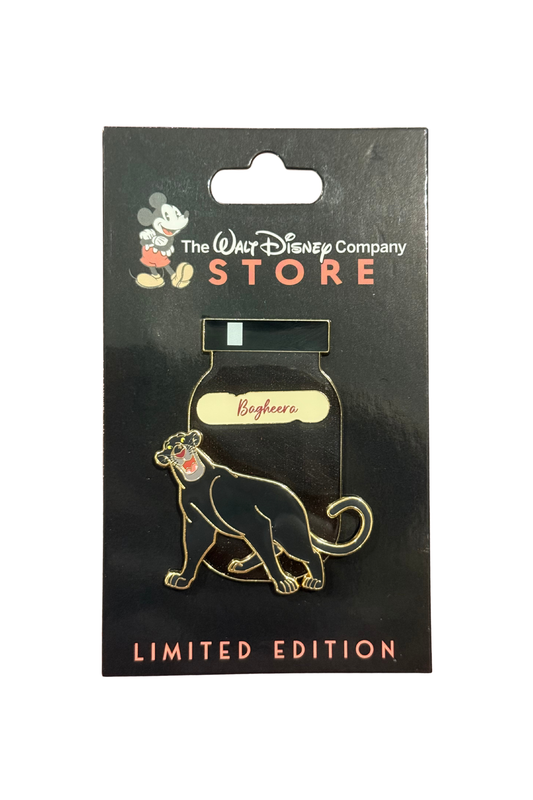 The WALT DISNEY Company
STORE
Bagheera
LIMITED EDITION